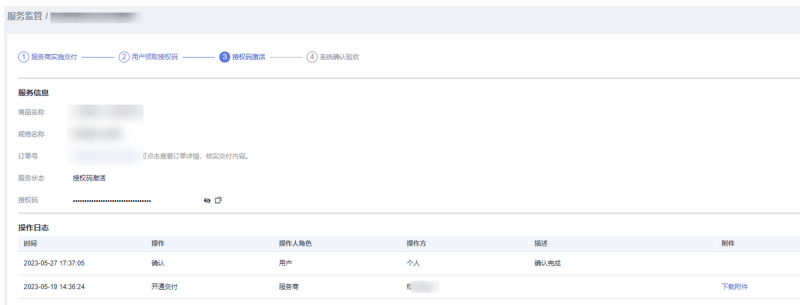 服务监管 /
1 服务商实施交付 2 用户领取授权码 3 授权码激活 4 系统确认验收
服务信息
商品名称
规格名称
订单号 可点击查看订单详情，核实交付内容。
服务状态 授权码激活
授权码 ································
操作日志
时间 操作 操作人角色 操作方 描述 附件
2023-05-27 17:37:05 确认 用户 个人 确认完成
2023-05-19 14:36:24 开通交付 服务商 下载附件